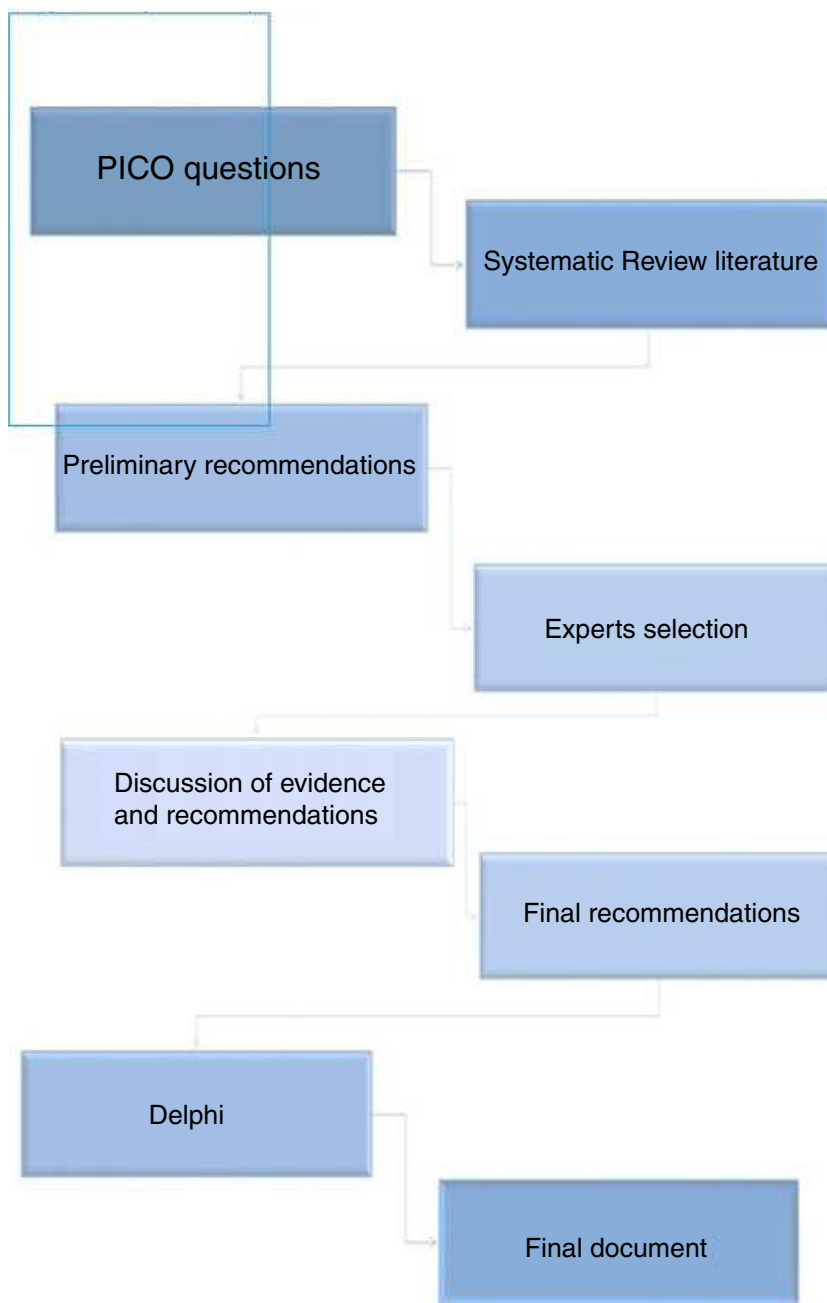 PICO questions
Systematic Review literature
Preliminary recommendations
Experts selection
Discussion of evidence
and recommendations
Final recommendations
Delphi
Final document